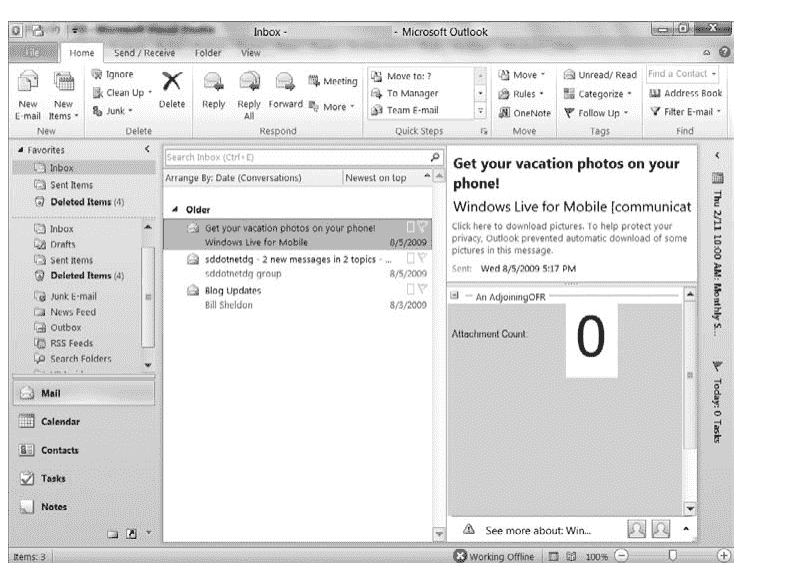 Inbox - - Microsoft Outlook
Home Send / Receive Folder View
New E-mail
New Items
New
Ignore
Clean Up
Junk
Delete
Delete
Reply
Reply All
Forward
Meeting
More
Respond
Move to: ?
To Manager
Team E-mail
Quick Steps
Move
Rules
OneNote
Move
Unread/ Read
Categorize
Follow Up
Tags
Find a Contact
Address Book
Filter E-mail
Find
Favorites
Inbox
Sent Items
Deleted Items (4)
Inbox
Drafts
Sent Items
Deleted Items (4)
Junk E-mail
News Feed
Outbox
RSS Feeds
Search Folders
Mail
Calendar
Contacts
Tasks
Notes
Search Inbox (Ctrl+E)
Arrange By: Date (Conversations) Newest on top
Older
Get your vacation photos on your phone!
Windows Live for Mobile 8/5/2009
sddotnetdg - 2 new messages in 2 topics - ...
sddotnetdg group 8/5/2009
Blog Updates
Bill Sheldon 8/3/2009
Get your vacation photos on your
phone!
Windows Live for Mobile [communicat
Click here to download pictures. To help protect your
privacy, Outlook prevented automatic download of some
pictures in this message.
Sent: Wed 8/5/2009 5:17 PM
An AdjoiningOFR
Attachment Count: 0
See more about: Win...
Thu 2/11 10:00 AM: Monthly S...
Today: 0 Tasks
Items: 3
Working Offline 100%